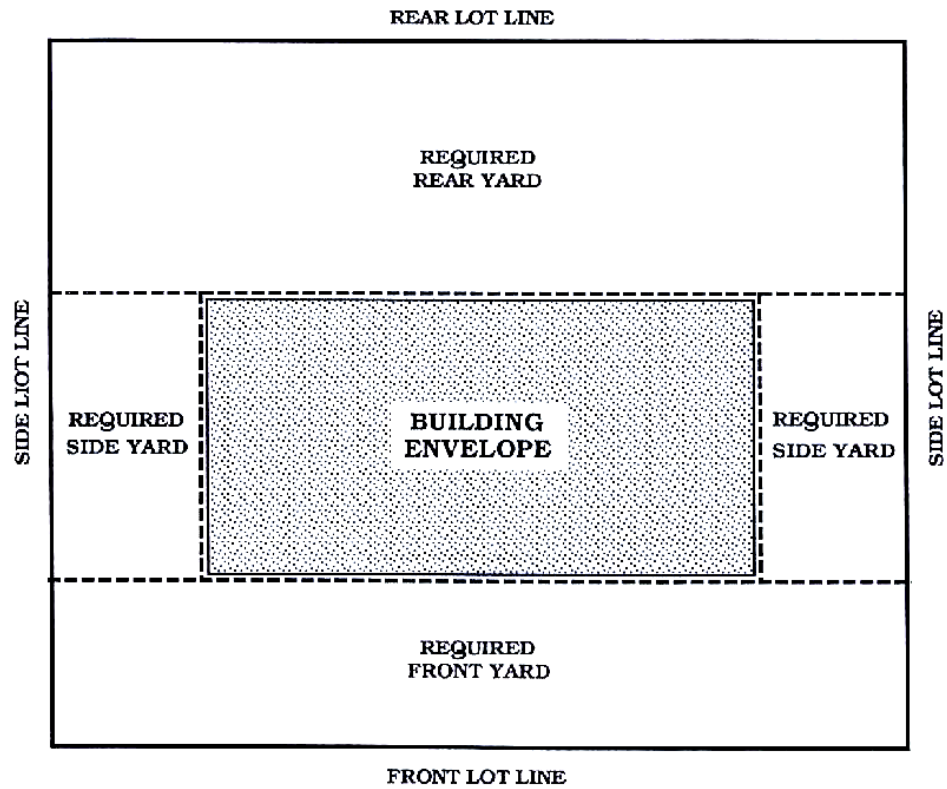 REAR LOT LINE
REQUIRED
REAR YARD
SIDE LIOT LINE
REQUIRED
SIDE YARD
BUILDING
ENVELOPE
REQUIRED
SIDE YARD
SIDE LOT LINE
REQUIRED
FRONT YARD
FRONT LOT LINE